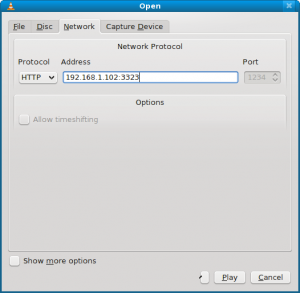 Open
File Disc Network Capture Device
Network Protocol
Protocol Address Port
HTTP 192.168.1.102:3323 1234
Options
Allow timeshifting
Show more options
Play Cancel